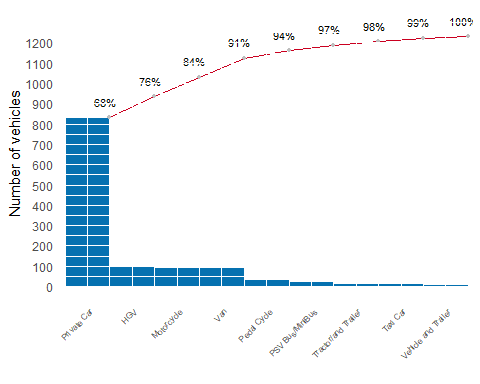 100%
99%
98%
97%
94%
91%
84%
76%
68%
1200
1100
1000
900
800
700
600
500
400
300
200
100
0
Number of vehicles
Private Car
HGV
Motorcycle
Van
Pedal Cycle
PSV Bus/MiniBus
Tractor/and Trailer
Taxi Car
Vehicle and Trailer